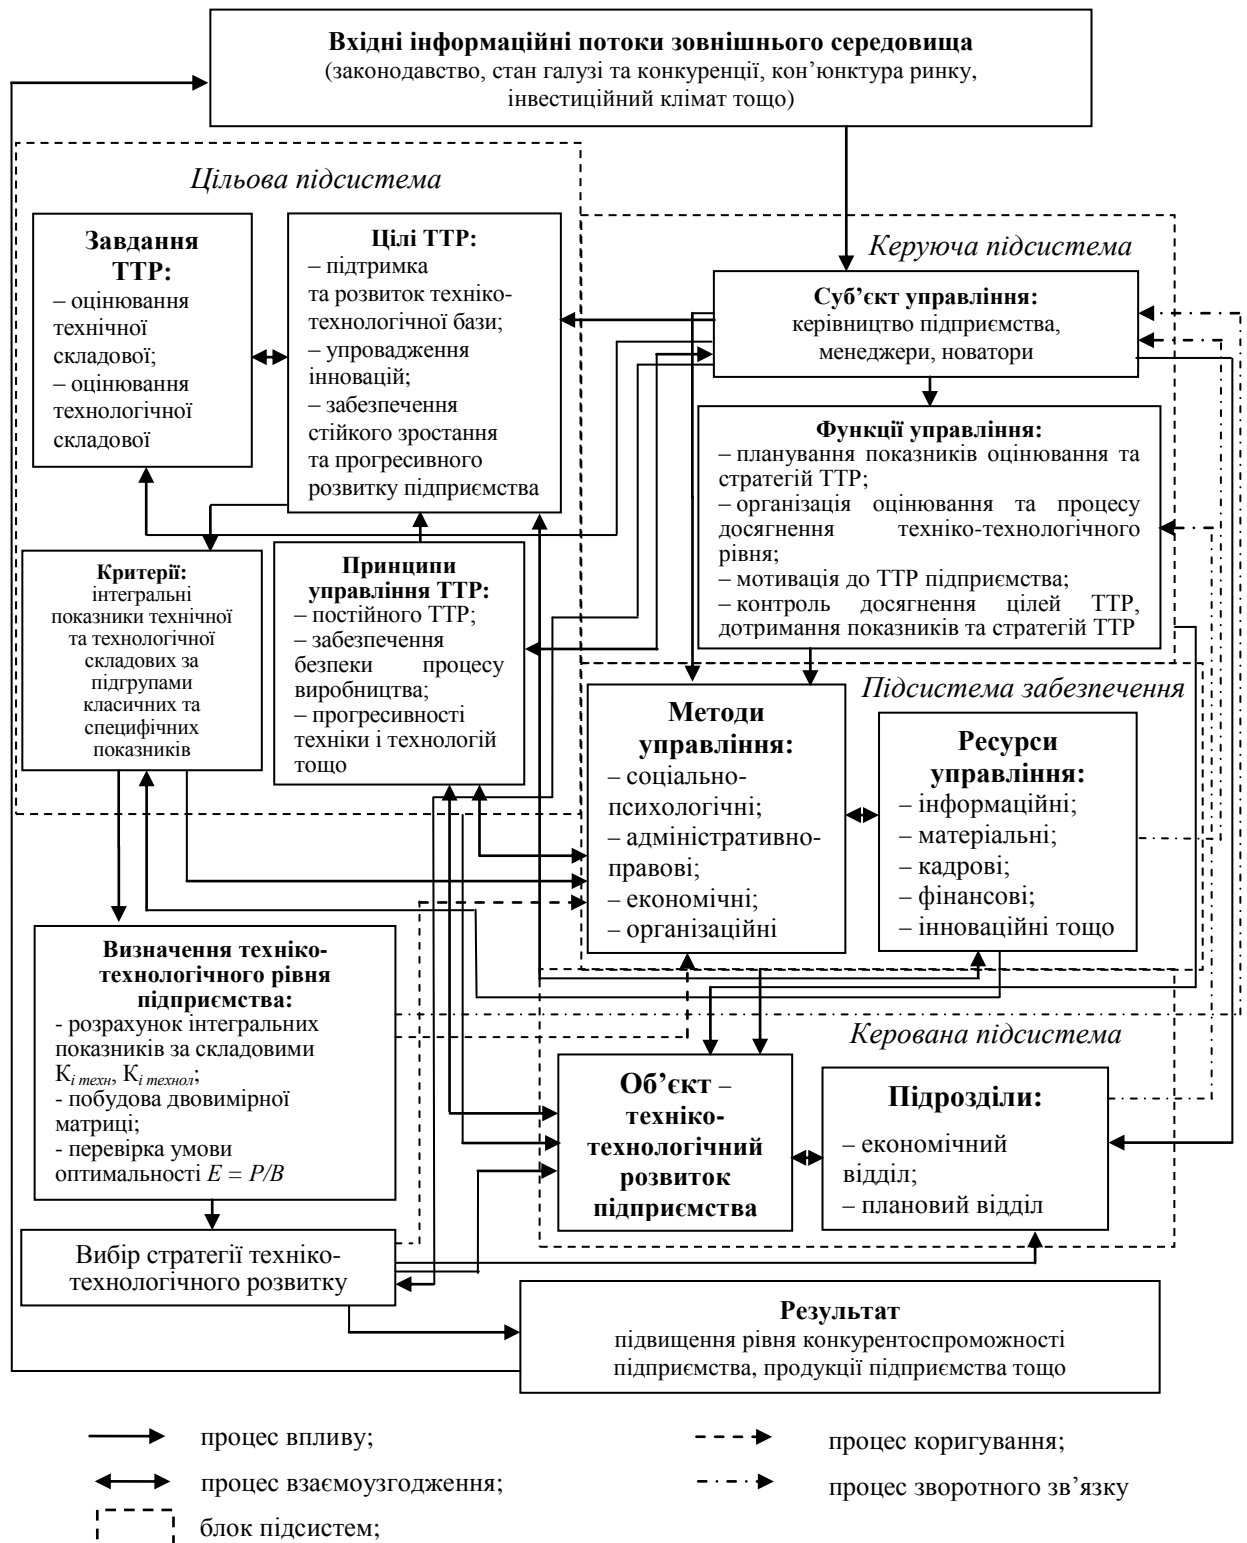 Вхідні інформаційні потоки зовнішнього середовища
(законодавство, стан галузі та конкуренції, кон’юнктура ринку,
інвестиційний клімат тощо)
Цільова підсистема
Завдання
ТТР:
– оцінювання
технічної
складової;
– оцінювання
технологічної
складової
Цілі ТТР:
– підтримка
та розвиток техніко-
технологічної бази;
– упровадження
інновацій;
– забезпечення
стійкого зростання
та прогресивного
розвитку підприємства
Керуюча підсистема
Суб’єкт управління:
керівництво підприємства,
менеджери, новатори
Функції управління:
– планування показників оцінювання та
стратегій ТТР;
– організація оцінювання та процесу
досягнення техніко-технологічного
рівня;
– мотивація до ТТР підприємства;
– контроль досягнення цілей ТТР,
дотримання показників та стратегій ТТР
Критерії:
інтегральні
показники технічної
та технологічної
складових за
підгрупами
класичних та
специфічних
показників
Принципи
управління ТТР:
– постійного ТТР;
– забезпечення
безпеки процесу
виробництва;
– прогресивності
техніки і технологій
тощо
Підсистема забезпечення
Методи
управління:
– соціально-
психологічні;
– адміністративно-
правові;
– економічні;
– організаційні
Ресурси
управління:
– інформаційні;
– матеріальні;
– кадрові;
– фінансові;
– інноваційні тощо
Визначення техніко-
технологічного рівня
підприємства:
- розрахунок інтегральних
показників за складовими
К і техн, К і технол;
- побудова двовимірної
матриці;
- перевірка умови
оптимальності E = P/B
Керована підсистема
Об’єкт –
техніко-
технологічний
розвиток
підприємства
Підрозділи:
– економічний
відділ;
– плановий відділ
Вибір стратегії техніко-
технологічного розвитку
Результат
підвищення рівня конкурентоспроможності
підприємства, продукції підприємства тощо
процес впливу;
процес коригування;
процес взаємоузгодження;
процес зворотного зв’язку
блок підсистем;